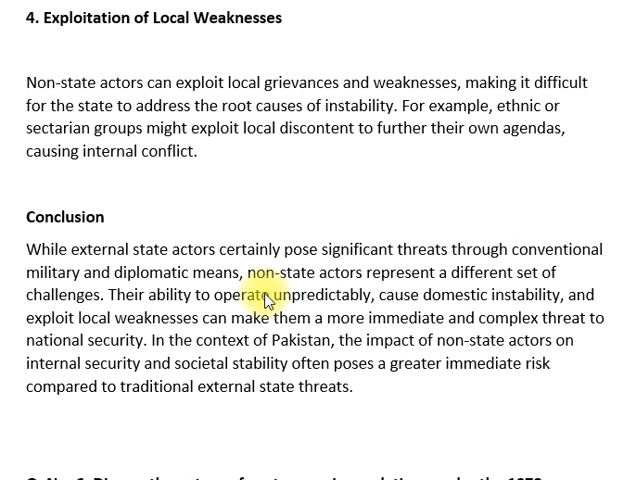 4. Exploitation of Local Weaknesses
Non-state actors can exploit local grievances and weaknesses, making it difficult
for the state to address the root causes of instability. For example, ethnic or
sectarian groups might exploit local discontent to further their own agendas,
causing internal conflict.
Conclusion
While external state actors certainly pose significant threats through conventional
military and diplomatic means, non-state actors represent a different set of
challenges. Their ability to operate unpredictably, cause domestic instability, and
exploit local weaknesses can make them a more immediate and complex threat to
national security. In the context of Pakistan, the impact of non-state actors on
internal security and societal stability often poses a greater immediate risk
compared to traditional external state threats.